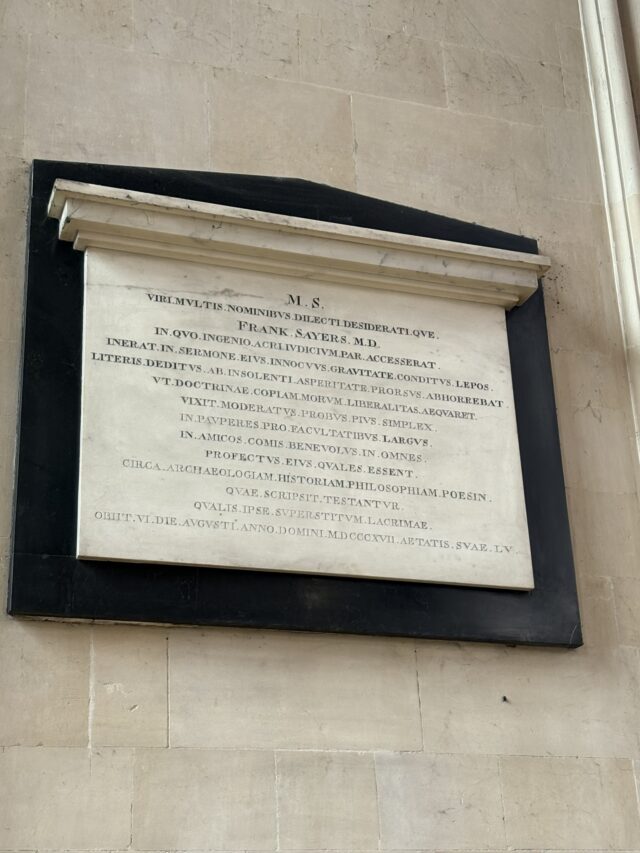 M. S.
VIRI.MVLTIS.NOMINIBVS.DILECTI.DESIDERATI.QVE.
FRANK.SAYERS.M.D.
IN.QVO.INGENIO.ACRI.IVDICIVM.PAR.ACCESSERAT.
INERAT.IN.SERMONE.EIVS.INNOCVVS.GRAVITATE.CONDITVS.LEPOS.
LITERIS.DEDITVS.AB.INSOLENTI.ASPERITATE.PRORSVS.ABHORREBAT.
VT.DOCTRINAE.COPIAM.MORVM.LIBERALITAS.AEQVARET.
VIXIT.MODERATVS.PROBVS.PIVS.SIMPLEX.
IN.PAVPERES.PRO.FACVLTATIBVS.LARGVS.
IN.AMICOS.COMIS.BENEVOLVS.IN.OMNES.
PROFECTVS.EIVS.QVALES.ESSENT.
CIRCA.ARCHAEOLOGIAM.HISTORIAM.PHILOSOPHIAM.POESIN.
QVAE.SCRIPSIT.TESTANTVR.
QVALIS.IPSE.SVPERSTITVM.LACRIMAE.
OBIIT.VI.DIE.AVGVSTI.ANNO.DOMINI.MDCCCXVII.AETATIS.SVAE.LV.